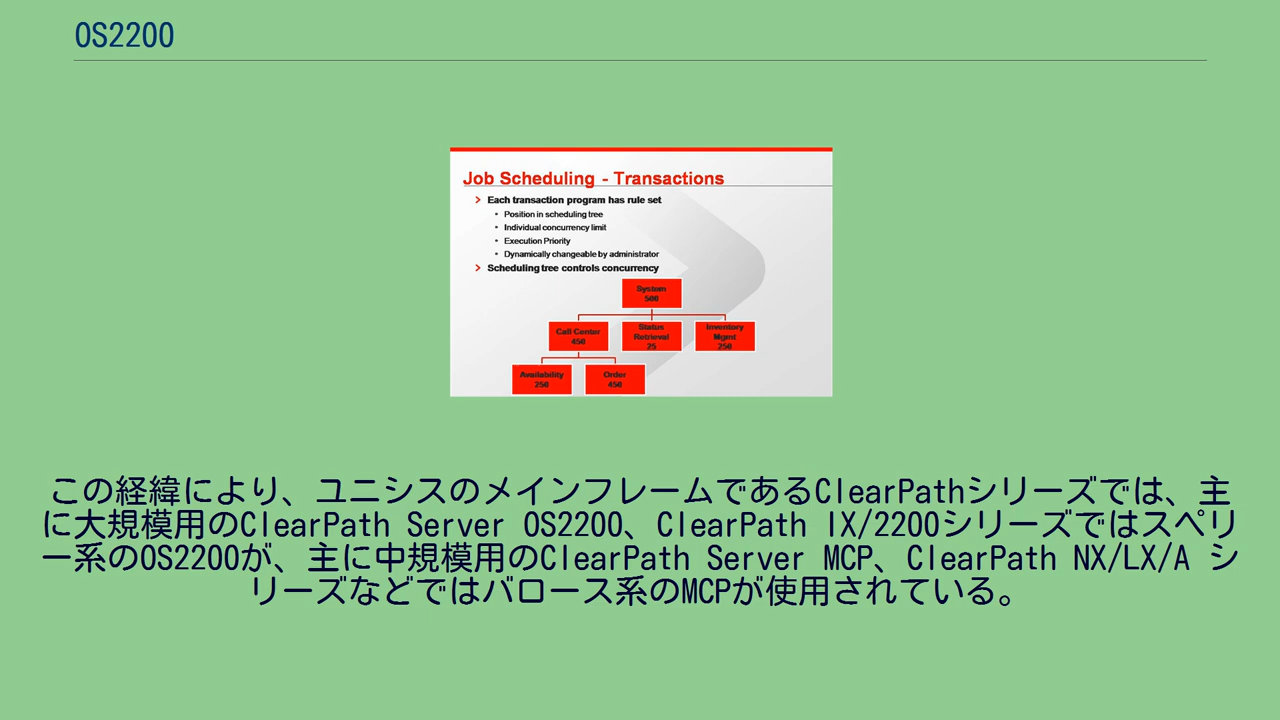 OS2200
Job Scheduling - Transactions
Each transaction program has rule set
Position in scheduling tree
Individual concurrency limit
Execution Priority
Dynamically changeable by administrator
Scheduling tree controls concurrency
System
500
Call Center
450
Status
Retrieval
25
Inventory
Mgmt
250
Availability
250
Order
450
この経緯により、ユニシスのメインフレームであるClearPathシリーズでは、主
に大規模用のClearPath Server OS2200、ClearPath IX/2200シリーズではスペリ
ー系のOS2200が、主に中規模用のClearPath Server MCP、ClearPath NX/LX/A シ
リーズなどではバロース系のMCPが使用されている。